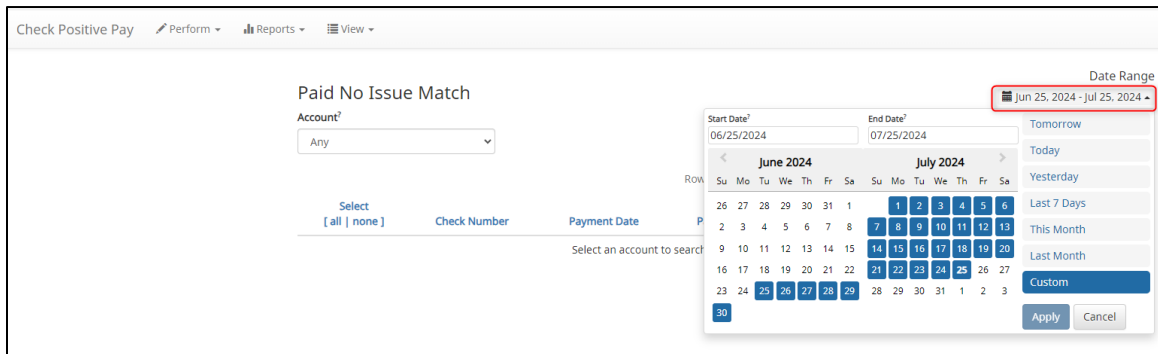 Check Positive Pay Perform Reports View
Date Range
Jun 25, 2024 - Jul 25, 2024
Paid No Issue Match
Account?
Any
Row
Select
[ all | none ] Check Number Payment Date P
Select an account to search
Start Date? End Date?
06/25/2024 07/25/2024
June 2024 July 2024
Su Mo Tu We Th Fr Sa Su Mo Tu We Th Fr Sa
26 27 28 29 30 31 1 1 2 3 4 5 6
2 3 4 5 6 7 8 7 8 9 10 11 12 13
9 10 11 12 13 14 15 14 15 16 17 18 19 20
16 17 18 19 20 21 22 21 22 23 24 25 26 27
23 24 25 26 27 28 29 28 29 30 31 1 2 3
30
Tomorrow
Today
Yesterday
Last 7 Days
This Month
Last Month
Custom
Apply Cancel